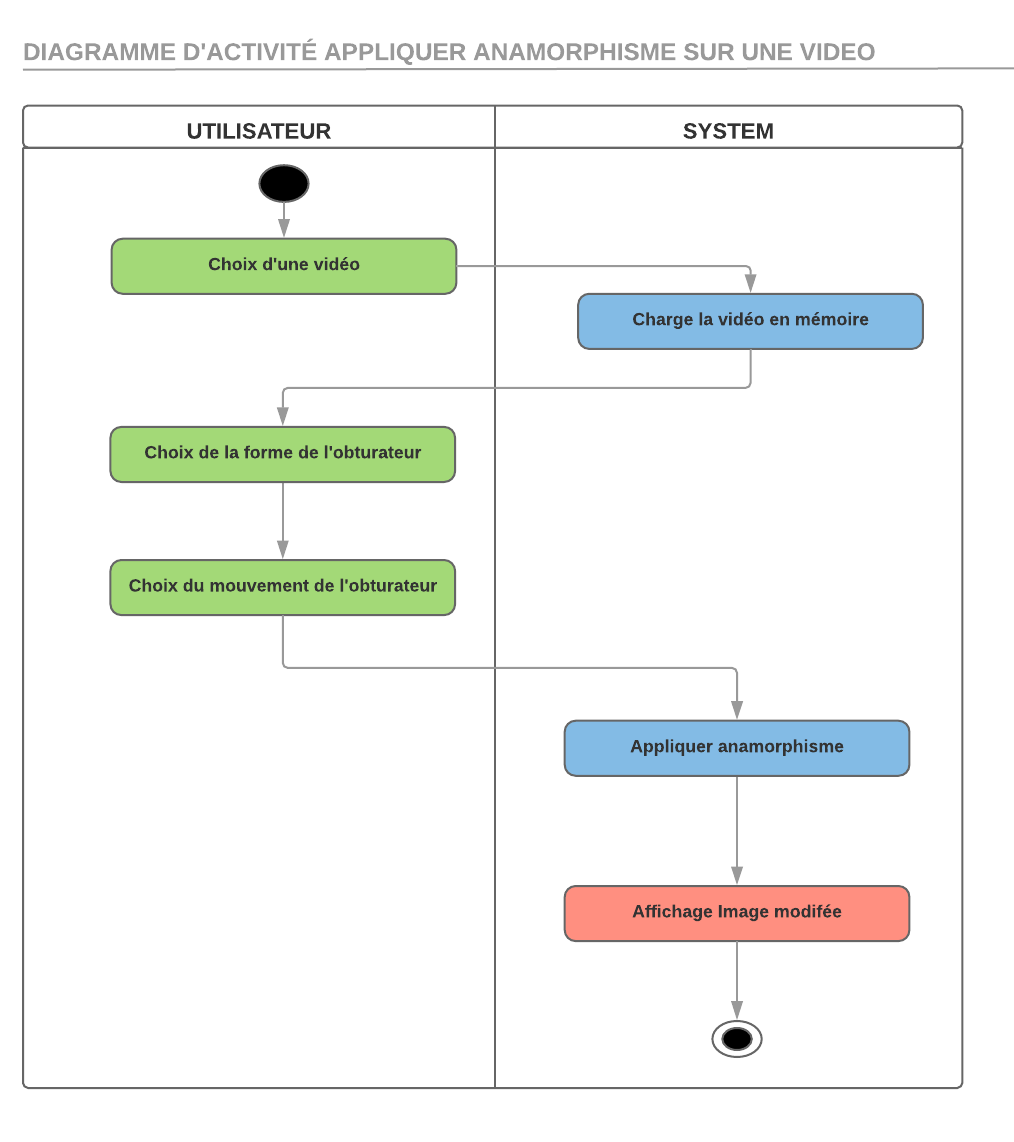 DIAGRAMME D'ACTIVITÉ APPLIQUER ANAMORPHISME SUR UNE VIDEO
UTILISATEUR
SYSTEM
Choix d'une vidéo
Charge la vidéo en mémoire
Choix de la forme de l'obturateur
Choix du mouvement de l'obturateur
Appliquer anamorphisme
Affichage Image modifée